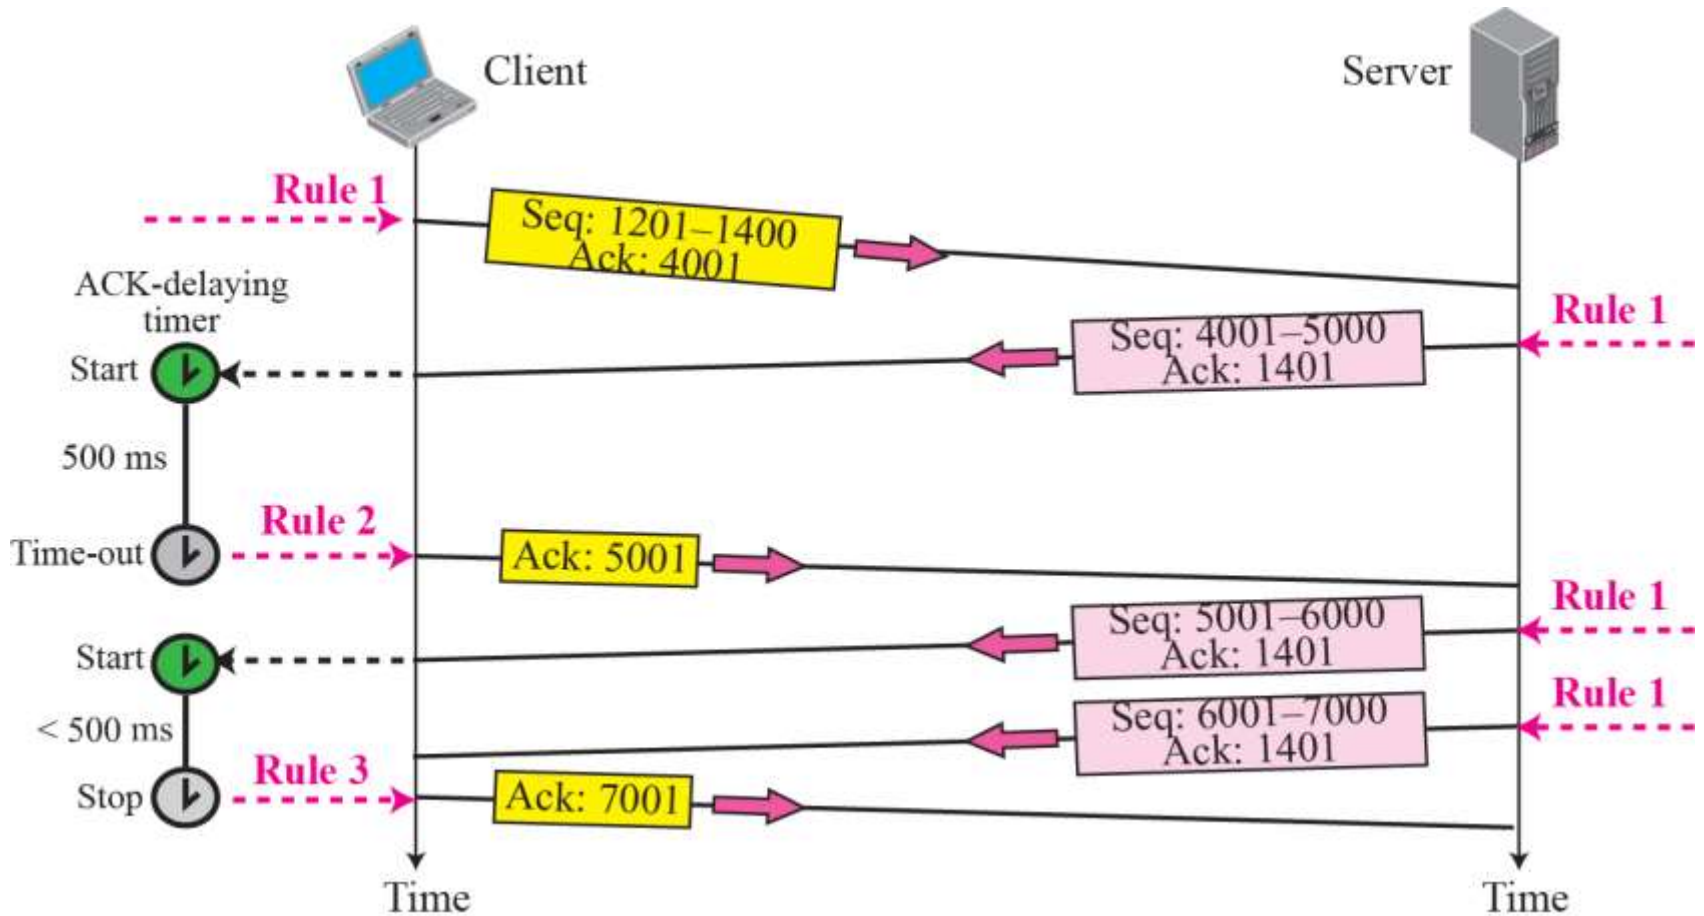 Client
Server
Rule 1
Seq: 1201–1400
Ack: 4001
ACK-delaying
timer
Rule 1
Seq: 4001–5000
Ack: 1401
Start
500 ms
Rule 2
Time-out
Ack: 5001
Rule 1
Seq: 5001–6000
Ack: 1401
Start
Rule 1
Seq: 6001–7000
Ack: 1401
< 500 ms
Rule 3
Stop
Ack: 7001
Time
Time